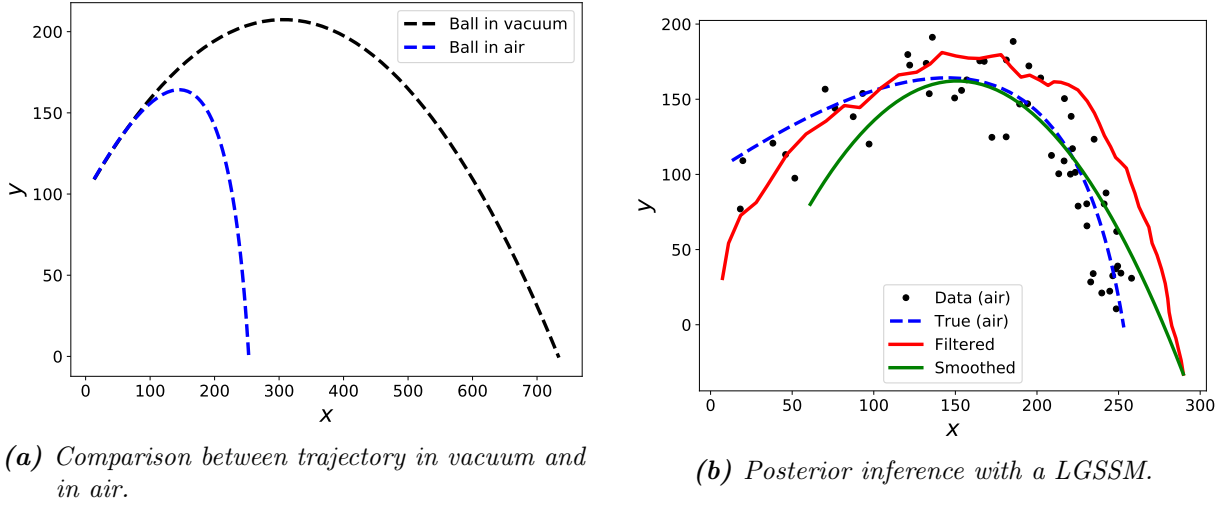 200
150
100
50
0
y
Ball in vacuum
Ball in air
0 100 200 300 400 500 600 700
x
(a) Comparison between trajectory in vacuum and
in air.
200
150
100
50
0
y
Data (air)
True (air)
Filtered
Smoothed
0 50 100 150 200 250 300
x
(b) Posterior inference with a LGSSM.